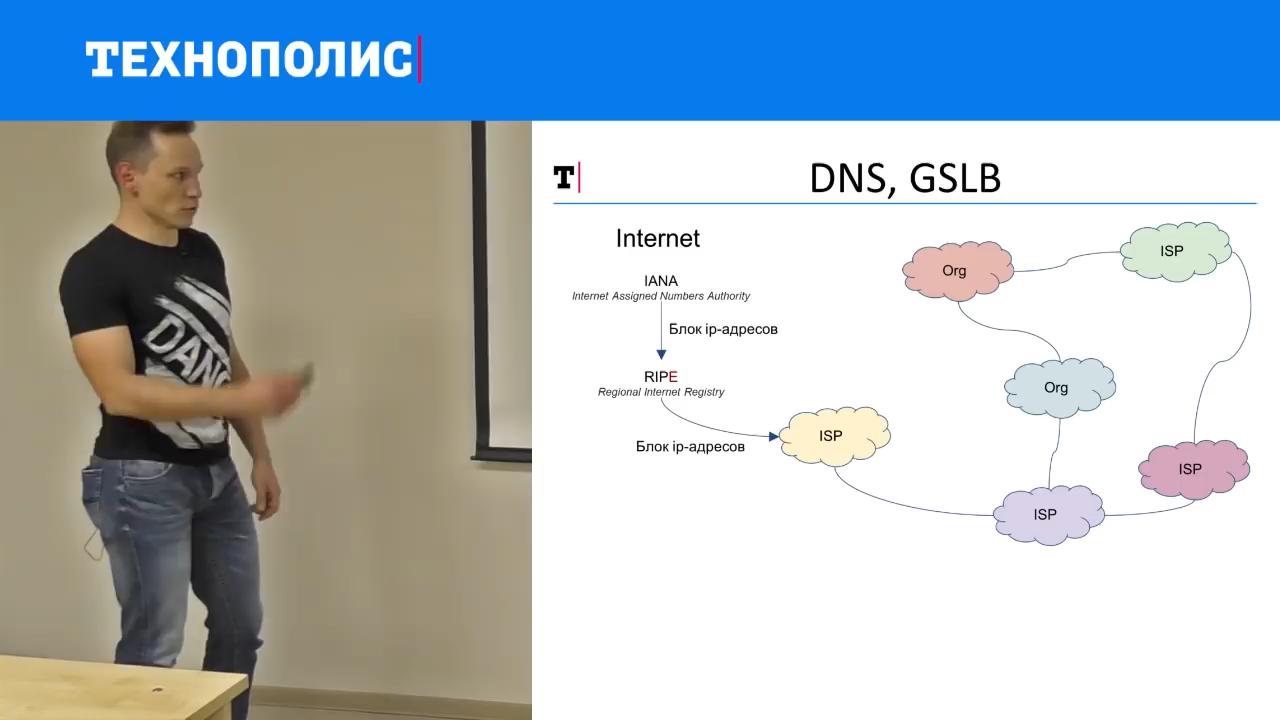 ТЕХНОПОЛИС
DANC
T
DNS, GSLB
Internet
IANA
Internet Assigned Numbers Authority
Блок ip-адресов
RIPE
Regional Internet Registry
Блок ip-адресов
ISP
Org
ISP
Org
ISP
ISP